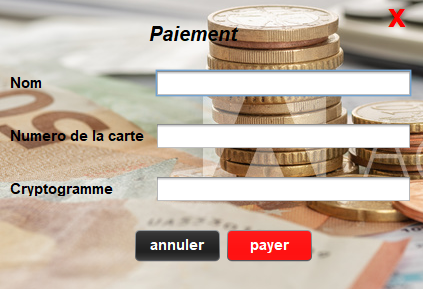 Paiement
X
Nom
Numero de la carte
Cryptogramme
annuler
payer